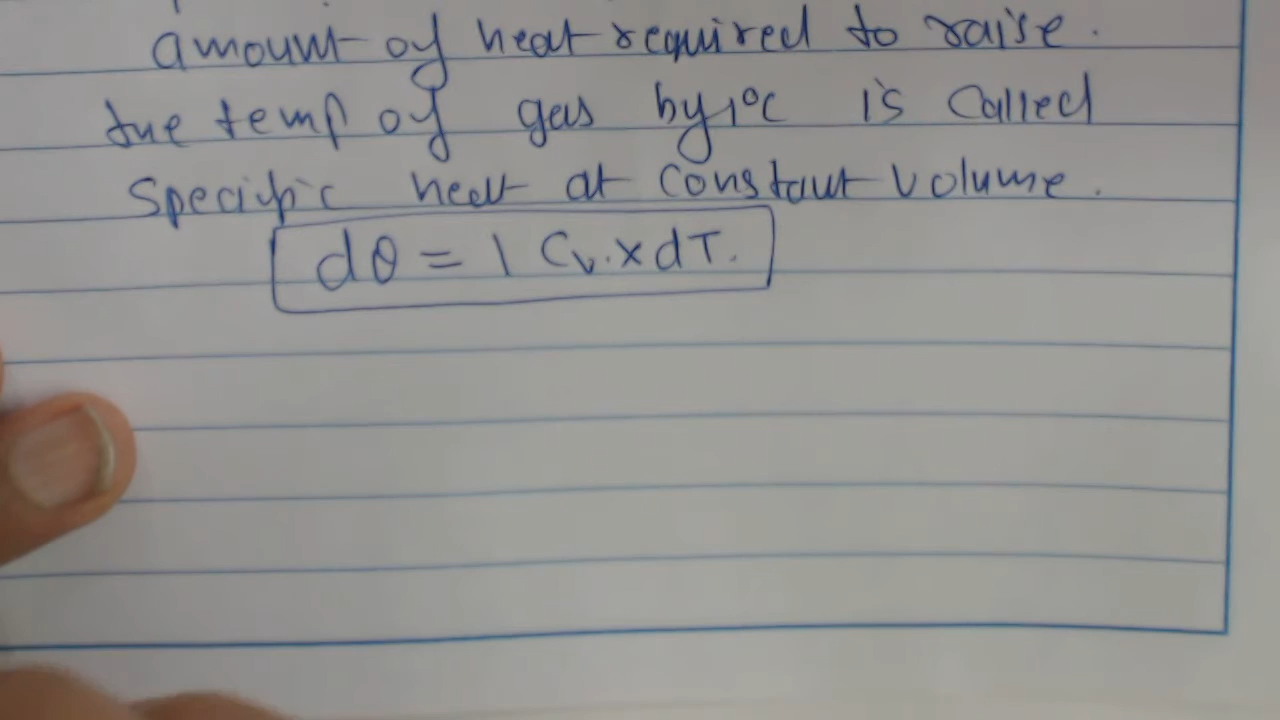 amount of heat required to raise.
the temp of gas by 1°C is called
Specific heat at constant volume.
dθ = 1 Cv. x dT.